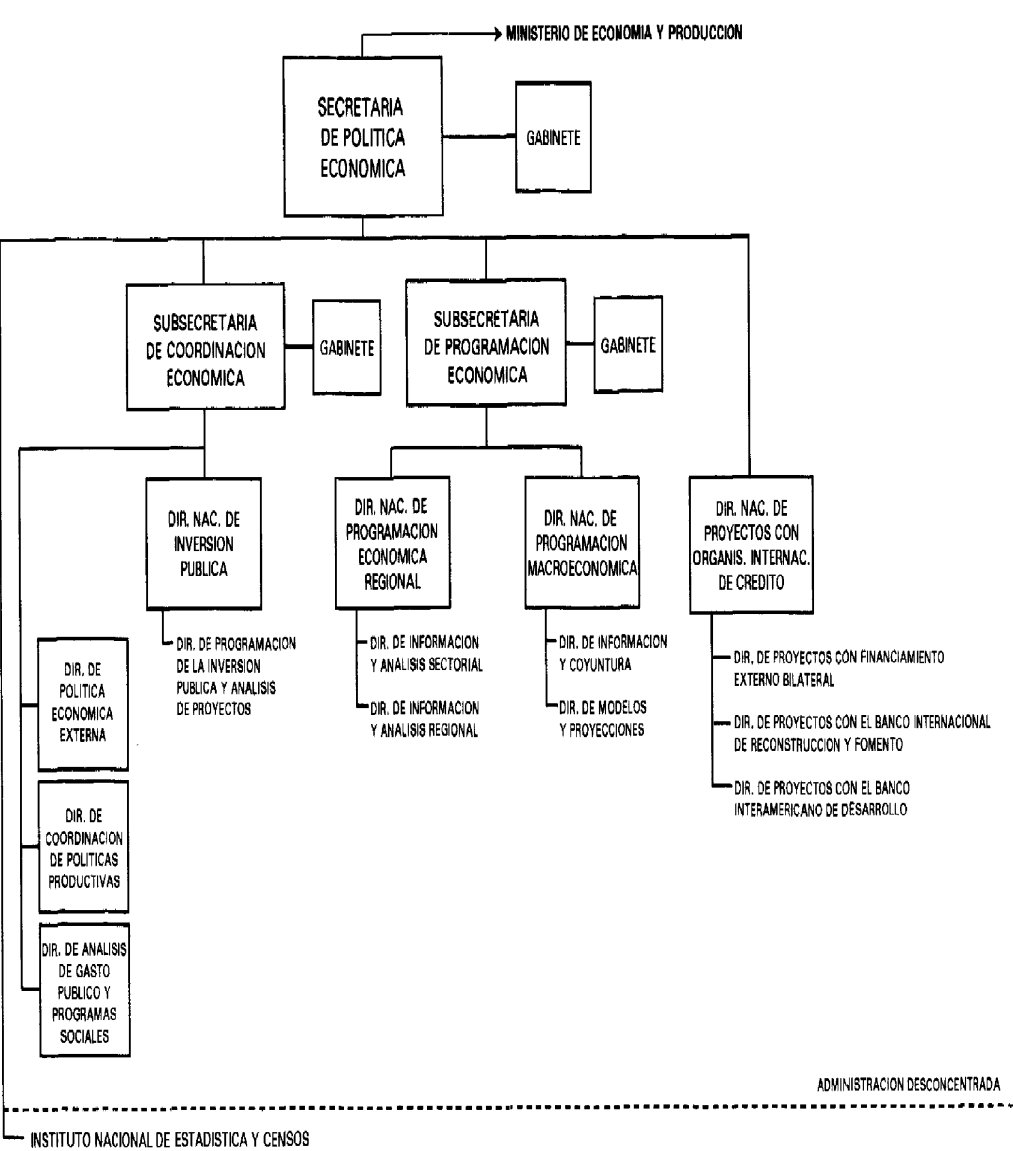 MINISTERIO DE ECONOMIA Y PRODUCCION
SECRETARIA
DE POLITICA
ECONOMICA
GABINETE
SUBSECRETARIA
DE COORDINACION
ECONOMICA
GABINETE
SUBSECRETARIA
DE PROGRAMACION
ECONOMICA
GABINETE
DIR. NAC. DE
INVERSION
PUBLICA
DIR. NAC. DE
PROGRAMACION
ECONOMICA
REGIONAL
DIR. NAC. DE
PROGRAMACION
MACROECONOMICA
DIR. NAC. DE
PROYECTOS CON
ORGANIS. INTERNAC.
DE CREDITO
DIR. DE PROGRAMACION
DE LA INVERSION
PUBLICA Y ANALISIS
DE PROYECTOS
DIR. DE INFORMACION
Y ANALISIS SECTORIAL
DIR. DE INFORMACION
Y ANALISIS REGIONAL
DIR. DE INFORMACION
Y COYUNTURA
DIR. DE MODELOS
Y PROYECCIONES
DIR. DE PROYECTOS CON FINANCIAMIENTO
EXTERNO BILATERAL
DIR. DE PROYECTOS CON EL BANCO INTERNACIONAL
DE RECONSTRUCCION Y FOMENTO
DIR. DE PROYECTOS CON EL BANCO
INTERAMERICANO DE DESARROLLO
DIR. DE
POLITICA
ECONOMICA
EXTERNA
DIR. DE
COORDINACION
DE POLITICAS
PRODUCTIVAS
DIR. DE ANALISIS
DE GASTO
PUBLICO Y
PROGRAMAS
SOCIALES
ADMINISTRACION DESCONCENTRADA
INSTITUTO NACIONAL DE ESTADISTICA Y CENSOS